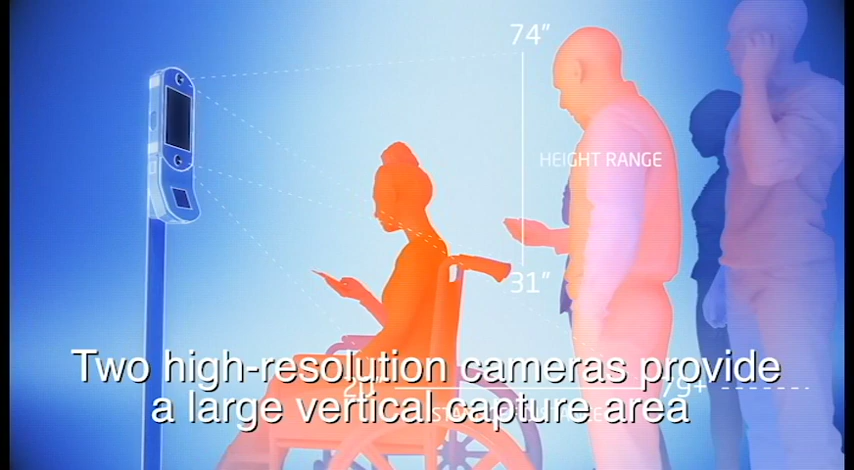 74”
HEIGHT RANGE
31”
Two high-resolution cameras provide
a large vertical capture area